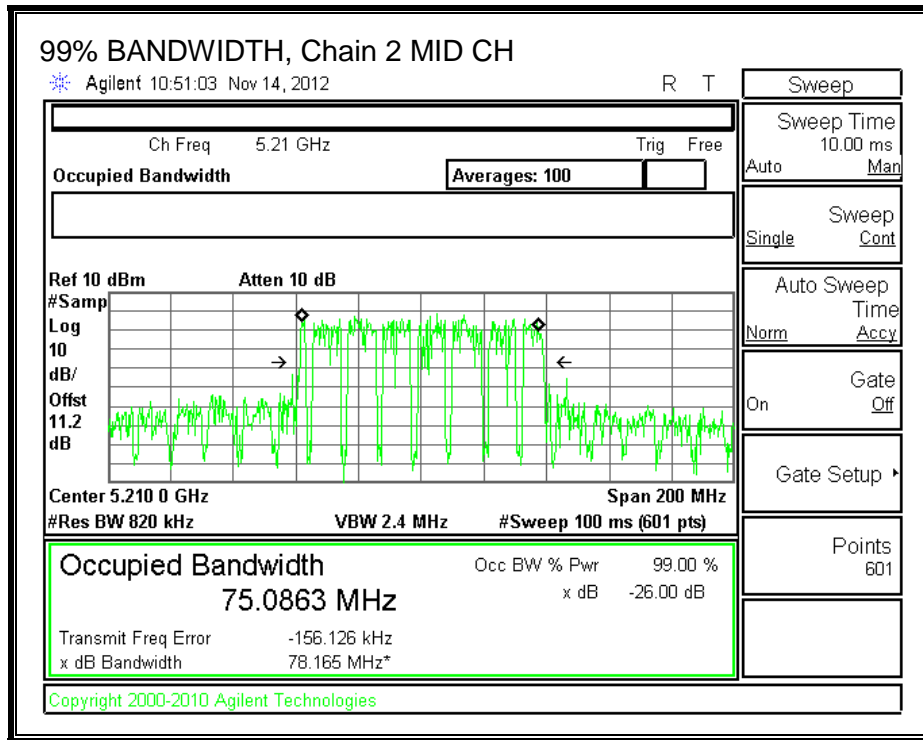 99% BANDWIDTH, Chain 2 MID CH
Agilent 10:51:03 Nov 14, 2012 R T
Ch Freq 5.21 GHz Trig Free
Occupied Bandwidth Averages: 100
Ref 10 dBm Atten 10 dB
#Samp
Log
10
dB/
Offst
11.2
dB
Center 5.210 0 GHz Span 200 MHz
#Res BW 820 kHz VBW 2.4 MHz #Sweep 100 ms (601 pts)
Occupied Bandwidth Occ BW % Pwr 99.00 %
75.0863 MHz x dB -26.00 dB
Transmit Freq Error -156.126 kHz
x dB Bandwidth 78.165 MHz*
Copyright 2000-2010 Agilent Technologies
Sweep
Sweep Time
10.00 ms
Auto Man
Sweep
Single Cont
Auto Sweep
Time
Norm Accy
Gate
On Off
Gate Setup
Points
601